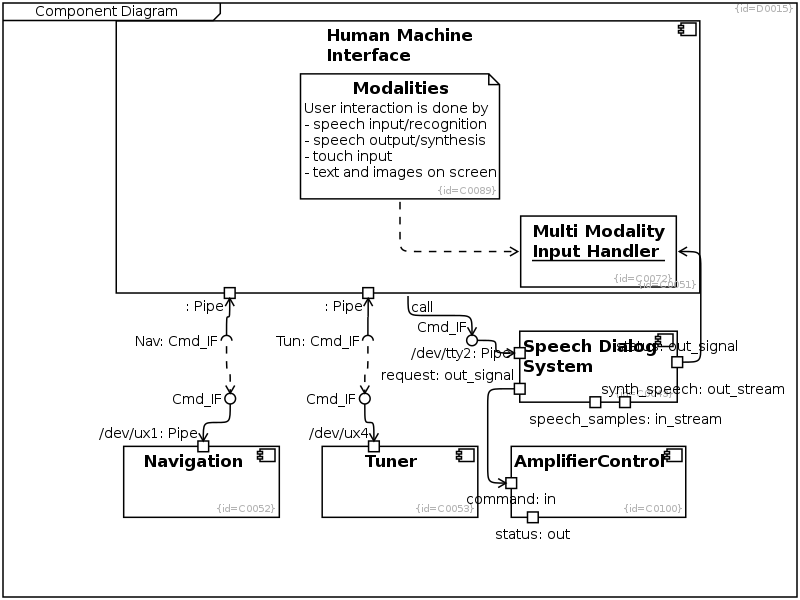 Component Diagram
{id=D0015}
Human Machine
Interface
Modalities
User interaction is done by
- speech input/recognition
- speech output/synthesis
- touch input
- text and images on screen
{id=C0089}
Multi Modality
Input Handler
{id=C0072}
{id=C0051}
: Pipe
: Pipe
call
Cmd_IF
Nav: Cmd_IF
Tun: Cmd_IF
/dev/tty2: Pipe
Speech Dialog
System
status: out_signal
request: out_signal
synth_speech: out_stream
Cmd_IF
Cmd_IF
speech_samples: in_stream
/dev/ux1: Pipe
/dev/ux4
Navigation
{id=C0052}
Tuner
{id=C0053}
AmplifierControl
command: in
{id=C0100}
status: out